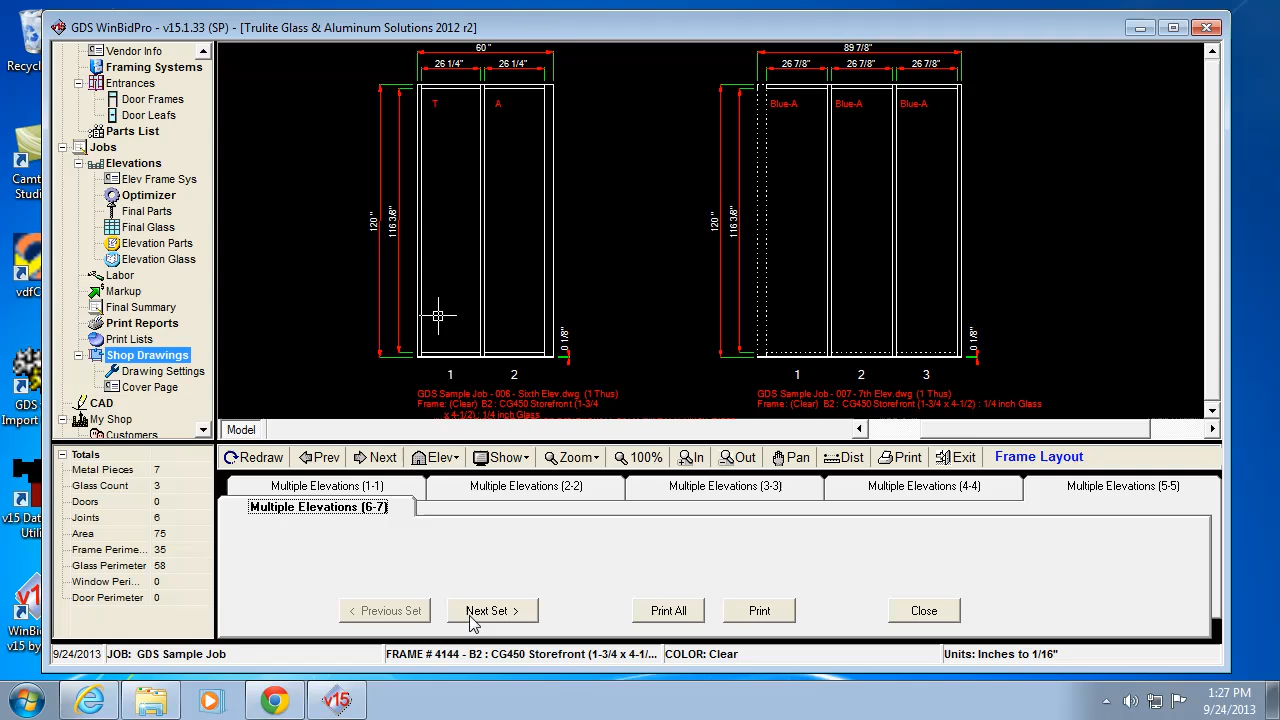 GDS WinBidPro - v15.1.33 (SP) - [Trulite Glass & Aluminum Solutions 2012 r2]
Vendor Info
Framing Systems
Entrances
Door Frames
Door Leafs
Parts List
Jobs
Elevations
Elev Frame Sys
Optimizer
Final Parts
Final Glass
Elevation Parts
Elevation Glass
Labor
Markup
Final Summary
Print Reports
Print Lists
Shop Drawings
Drawing Settings
Cover Page
CAD
My Shop
Customers
60 "
26 1/4" 26 1/4"
T A
120 "
116 3/8"
0 1/8"
1 2
GDS Sample Job - 006 - Sixth Elev.dwg (1 Thus)
Frame: (Clear) B2 : CG450 Storefront (1-3/4
x 4-1/2) : 1/4 inch Glass
89 7/8"
26 7/8" 26 7/8" 26 7/8"
Blue-A Blue-A Blue-A
120 "
116 3/8"
0 1/8"
1 2 3
GDS Sample Job - 007 - 7th Elev.dwg (1 Thus)
Frame: (Clear) B2 : CG450 Storefront (1-3/4 x 4-1/2) : 1/4 inch Glass
Model
Redraw Prev Next Elev Show Zoom 100% In Out Pan Dist Print Exit Frame Layout
Totals
Metal Pieces 7
Glass Count 3
Doors 0
Joints 6
Area 75
Frame Perime... 35
Glass Perimeter 58
Window Peri... 0
Door Perimeter 0
Multiple Elevations (1-1) Multiple Elevations (2-2) Multiple Elevations (3-3) Multiple Elevations (4-4) Multiple Elevations (5-5)
Multiple Elevations (6-7)
< Previous Set Next Set > Print All Print Close
9/24/2013 JOB: GDS Sample Job FRAME # 4144 - B2 : CG450 Storefront (1-3/4 x 4-1/... COLOR: Clear Units: Inches to 1/16"
Recyc
Camt
Studi
vdfC
GDS
Import
v15 Dat
Util
WinBi
v15 by
v15
1:27 PM
9/24/2013